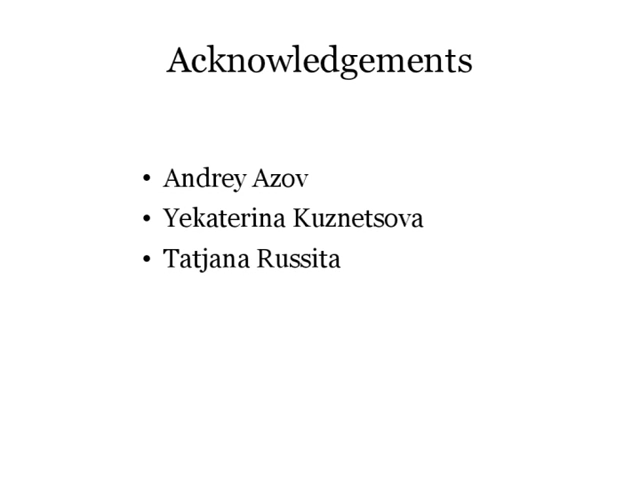 Acknowledgements
• Andrey Azov
• Yekaterina Kuznetsova
• Tatjana Russita